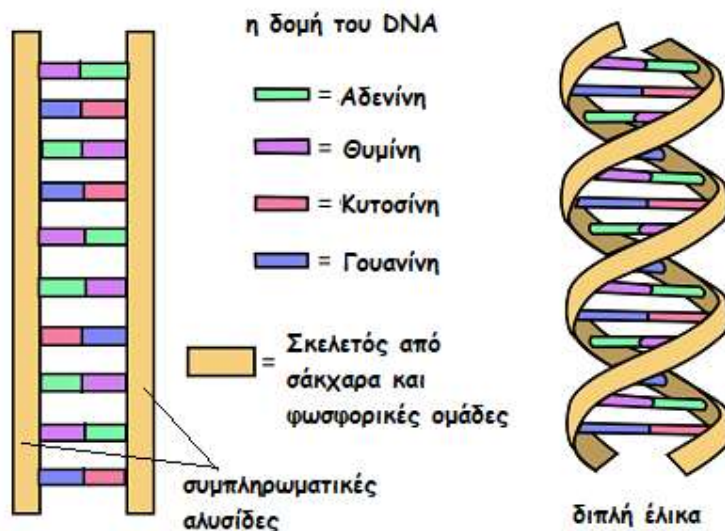 η δομή του DNA
= Αδενίνη
= Θυμίνη
= Κυτοσίνη
= Γουανίνη
= Σκελετός από
σάκχαρα και
φωσφορικές ομάδες
συμπληρωματικές
αλυσίδες
διπλή έλικα